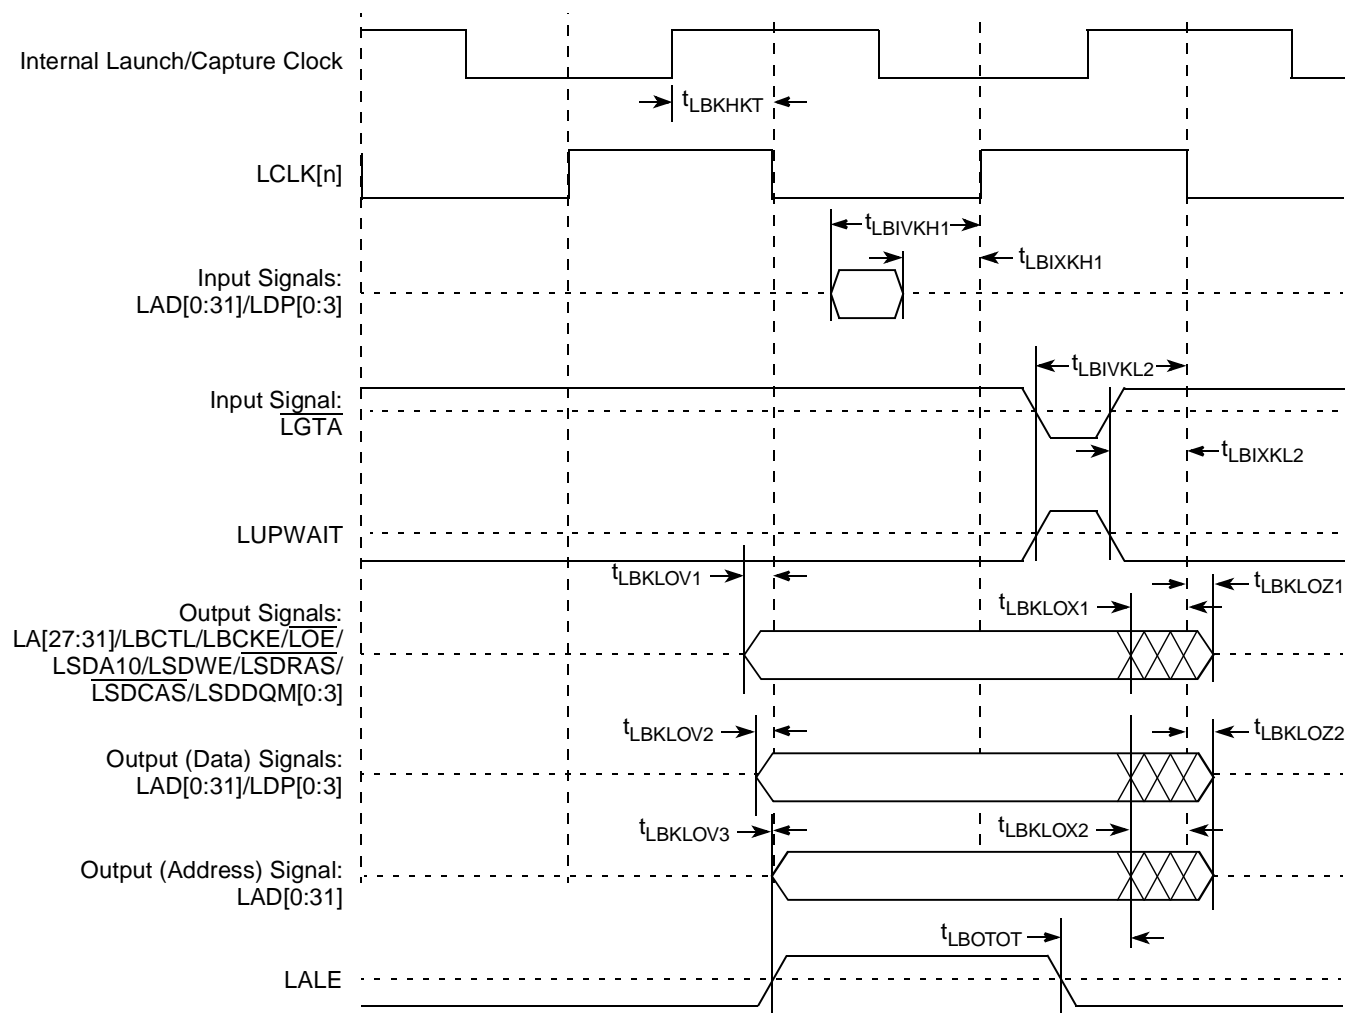 Internal Launch/Capture Clock
tLBKHKT
LCLK[n]
tLBIVKH1
tLBIXKH1
Input Signals:
LAD[0:31]/LDP[0:3]
tLBIVKL2
Input Signal:
LGTA
tLBIXKL2
LUPWAIT
tLBKLOV1
tLBKLOZ1
tLBKLOX1
Output Signals:
LA[27:31]/LBCTL/LBCKE/LOE/
LSDA10/LSDWE/LSDRAS/
LSDCAS/LSDDQM[0:3]
tLBKLOV2
tLBKLOZ2
Output (Data) Signals:
LAD[0:31]/LDP[0:3]
tLBKLOV3
tLBKLOX2
Output (Address) Signal:
LAD[0:31]
tLBOTOT
LALE